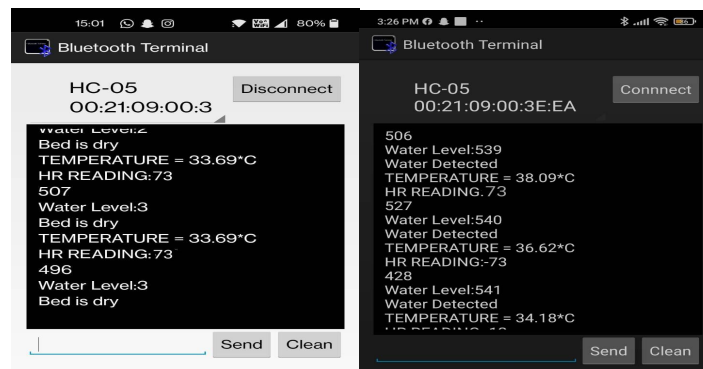 15:01 80%
Bluetooth Terminal
HC-05
00:21:09:00:3
Disconnect
Water Level:2
Bed is dry
TEMPERATURE = 33.69*C
HR READING:73
507
Water Level:3
Bed is dry
TEMPERATURE = 33.69*C
HR READING:73
496
Water Level:3
Bed is dry
Send Clean
3:26 PM
Bluetooth Terminal
HC-05
00:21:09:00:3E:EA
Connnect
506
Water Level:539
Water Detected
TEMPERATURE = 38.09*C
HR READING.73
527
Water Level:540
Water Detected
TEMPERATURE = 36.62*C
HR READING:-73
428
Water Level:541
Water Detected
TEMPERATURE = 34.18*C
Send Clean